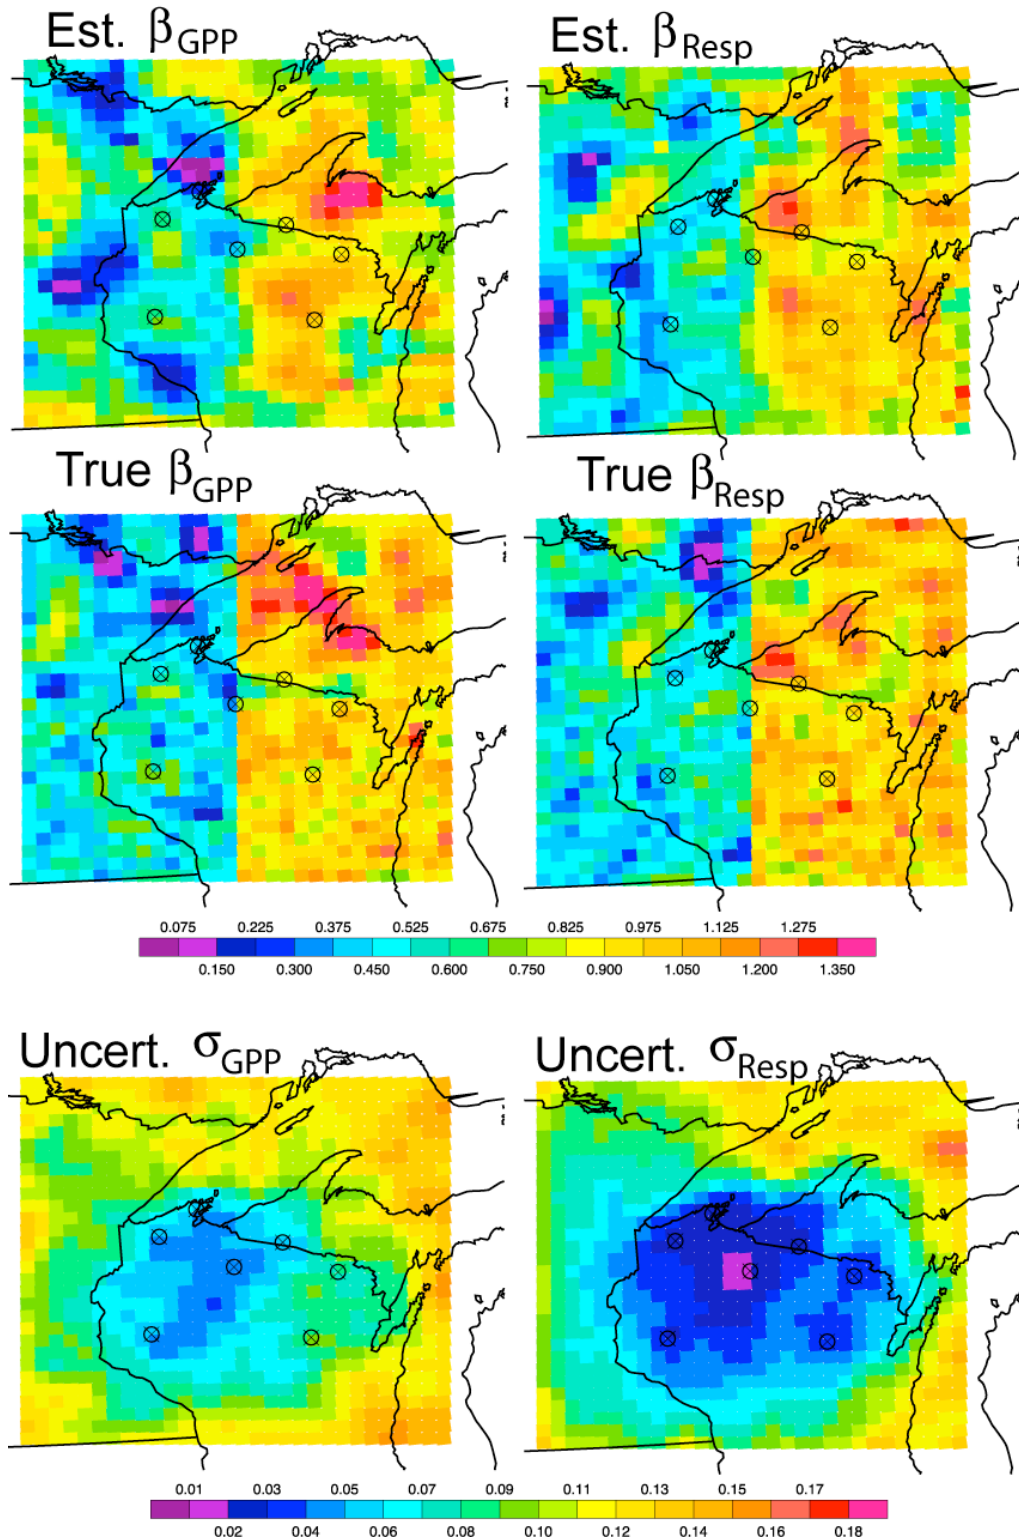 Est. βGPP
Est. βResp
True βGPP
True βResp
0.075 0.225 0.375 0.525 0.675 0.825 0.975 1.125 1.275
0.150 0.300 0.450 0.600 0.750 0.900 1.050 1.200 1.350
Uncert. σGPP
Uncert. σResp
0.01 0.03 0.05 0.07 0.09 0.11 0.13 0.15 0.17
0.02 0.04 0.06 0.08 0.10 0.12 0.14 0.16 0.18